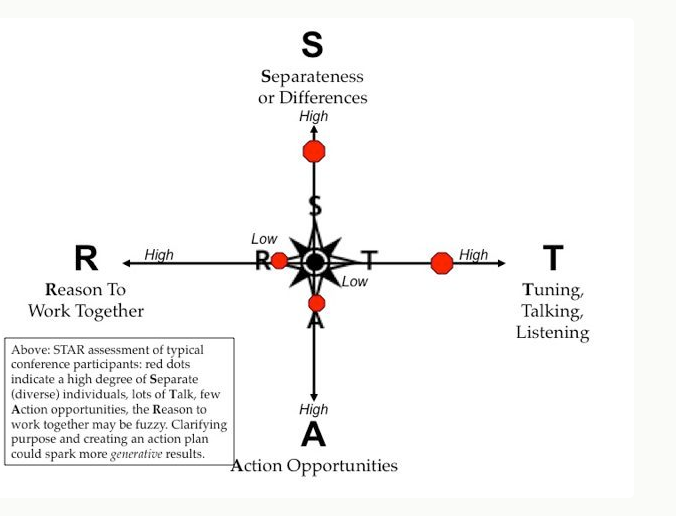 S
Separateness
or Differences
High
S
Low
R
High
R
T
High
T
Low
Reason To
Work Together
Tuning,
Talking,
Listening
A
Above: STAR assessment of typical
conference participants: red dots
indicate a high degree of Separate
(diverse) individuals, lots of Talk, few
Action opportunities, the Reason to
work together may be fuzzy. Clarifying
purpose and creating an action plan
could spark more generative results.
High
A
Action Opportunities